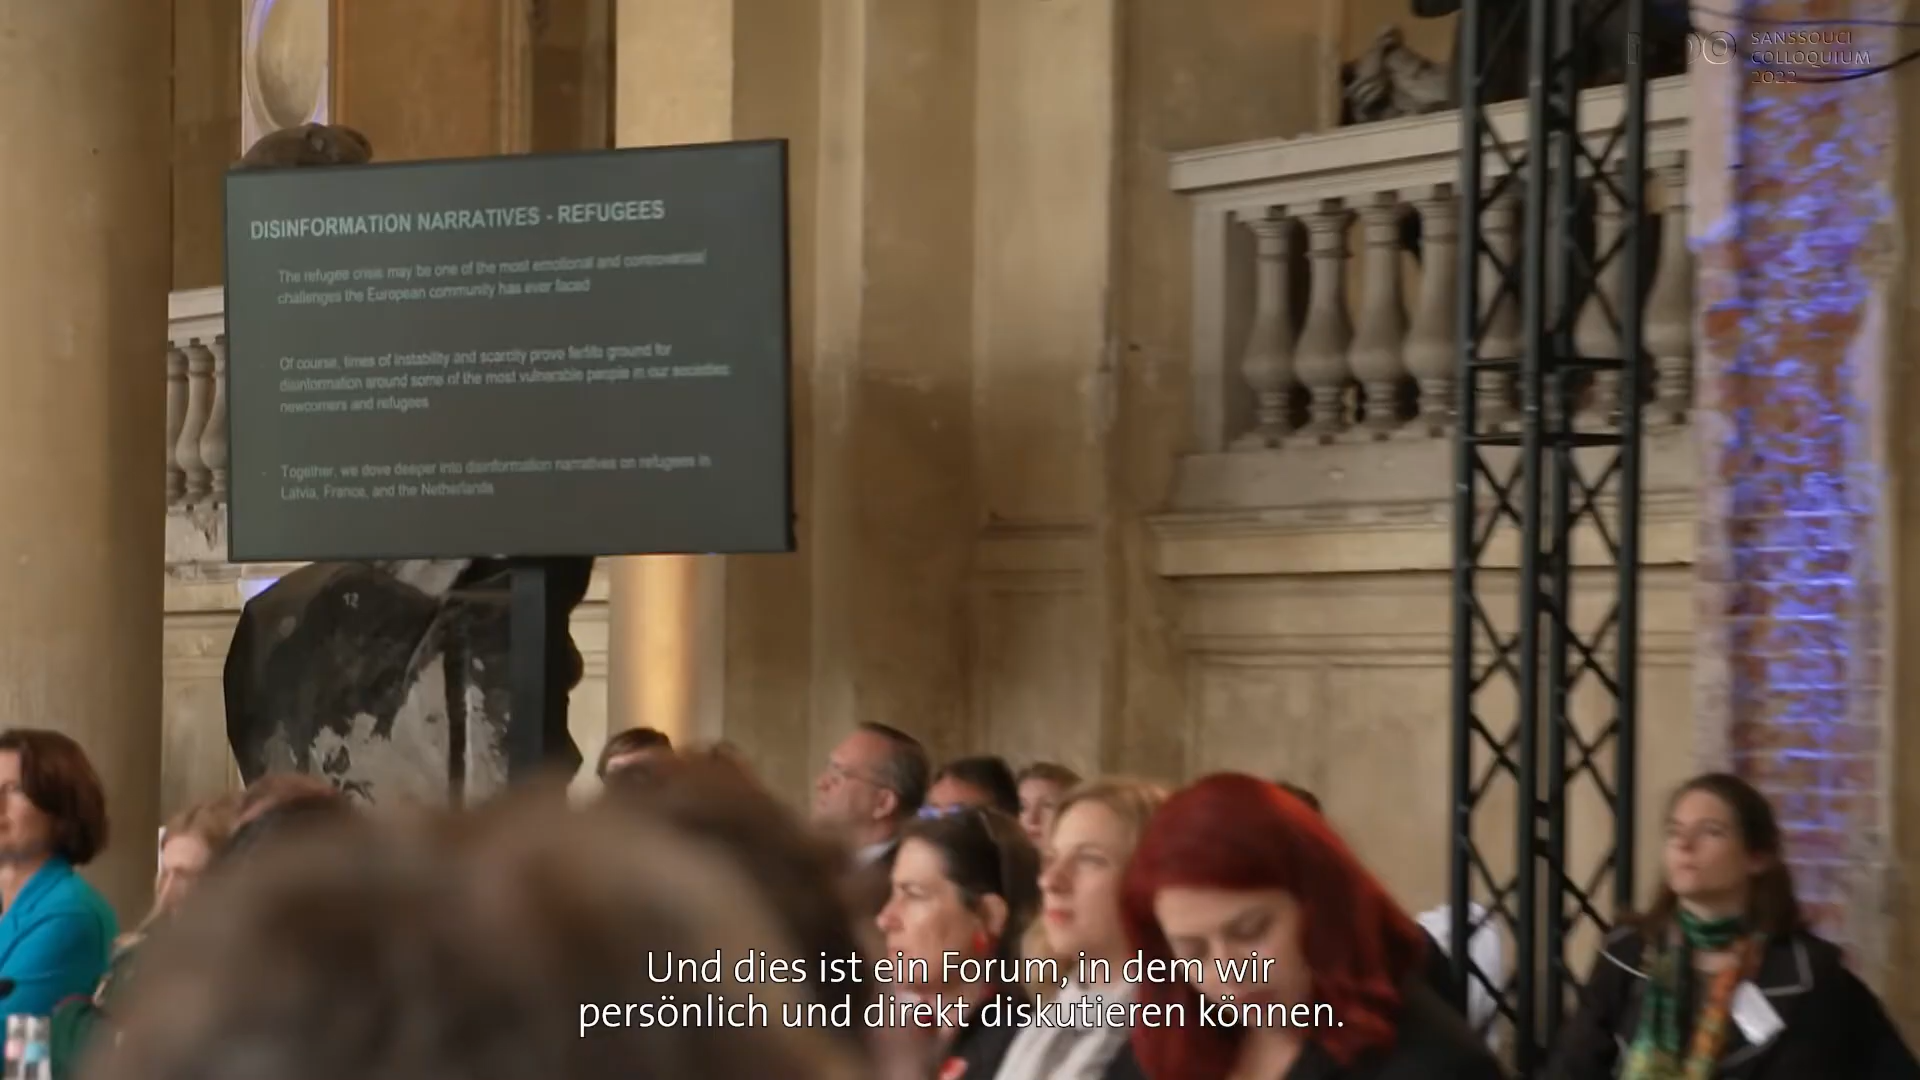 SANSSOUCI
COLLOQUIUM
2022
DISINFORMATION NARRATIVES - REFUGEES
The refugee crisis may be one of the most emotional and controversial
challenges the European community has ever faced
Of course, times of instability and scarcity prove fertile ground for
disinformation around some of the most vulnerable people in our societies:
newcomers and refugees
Together, we dove deeper into disinformation narratives on refugees in
Latvia, France, and the Netherlands
12
Und dies ist ein Forum, in dem wir
persönlich und direkt diskutieren können.